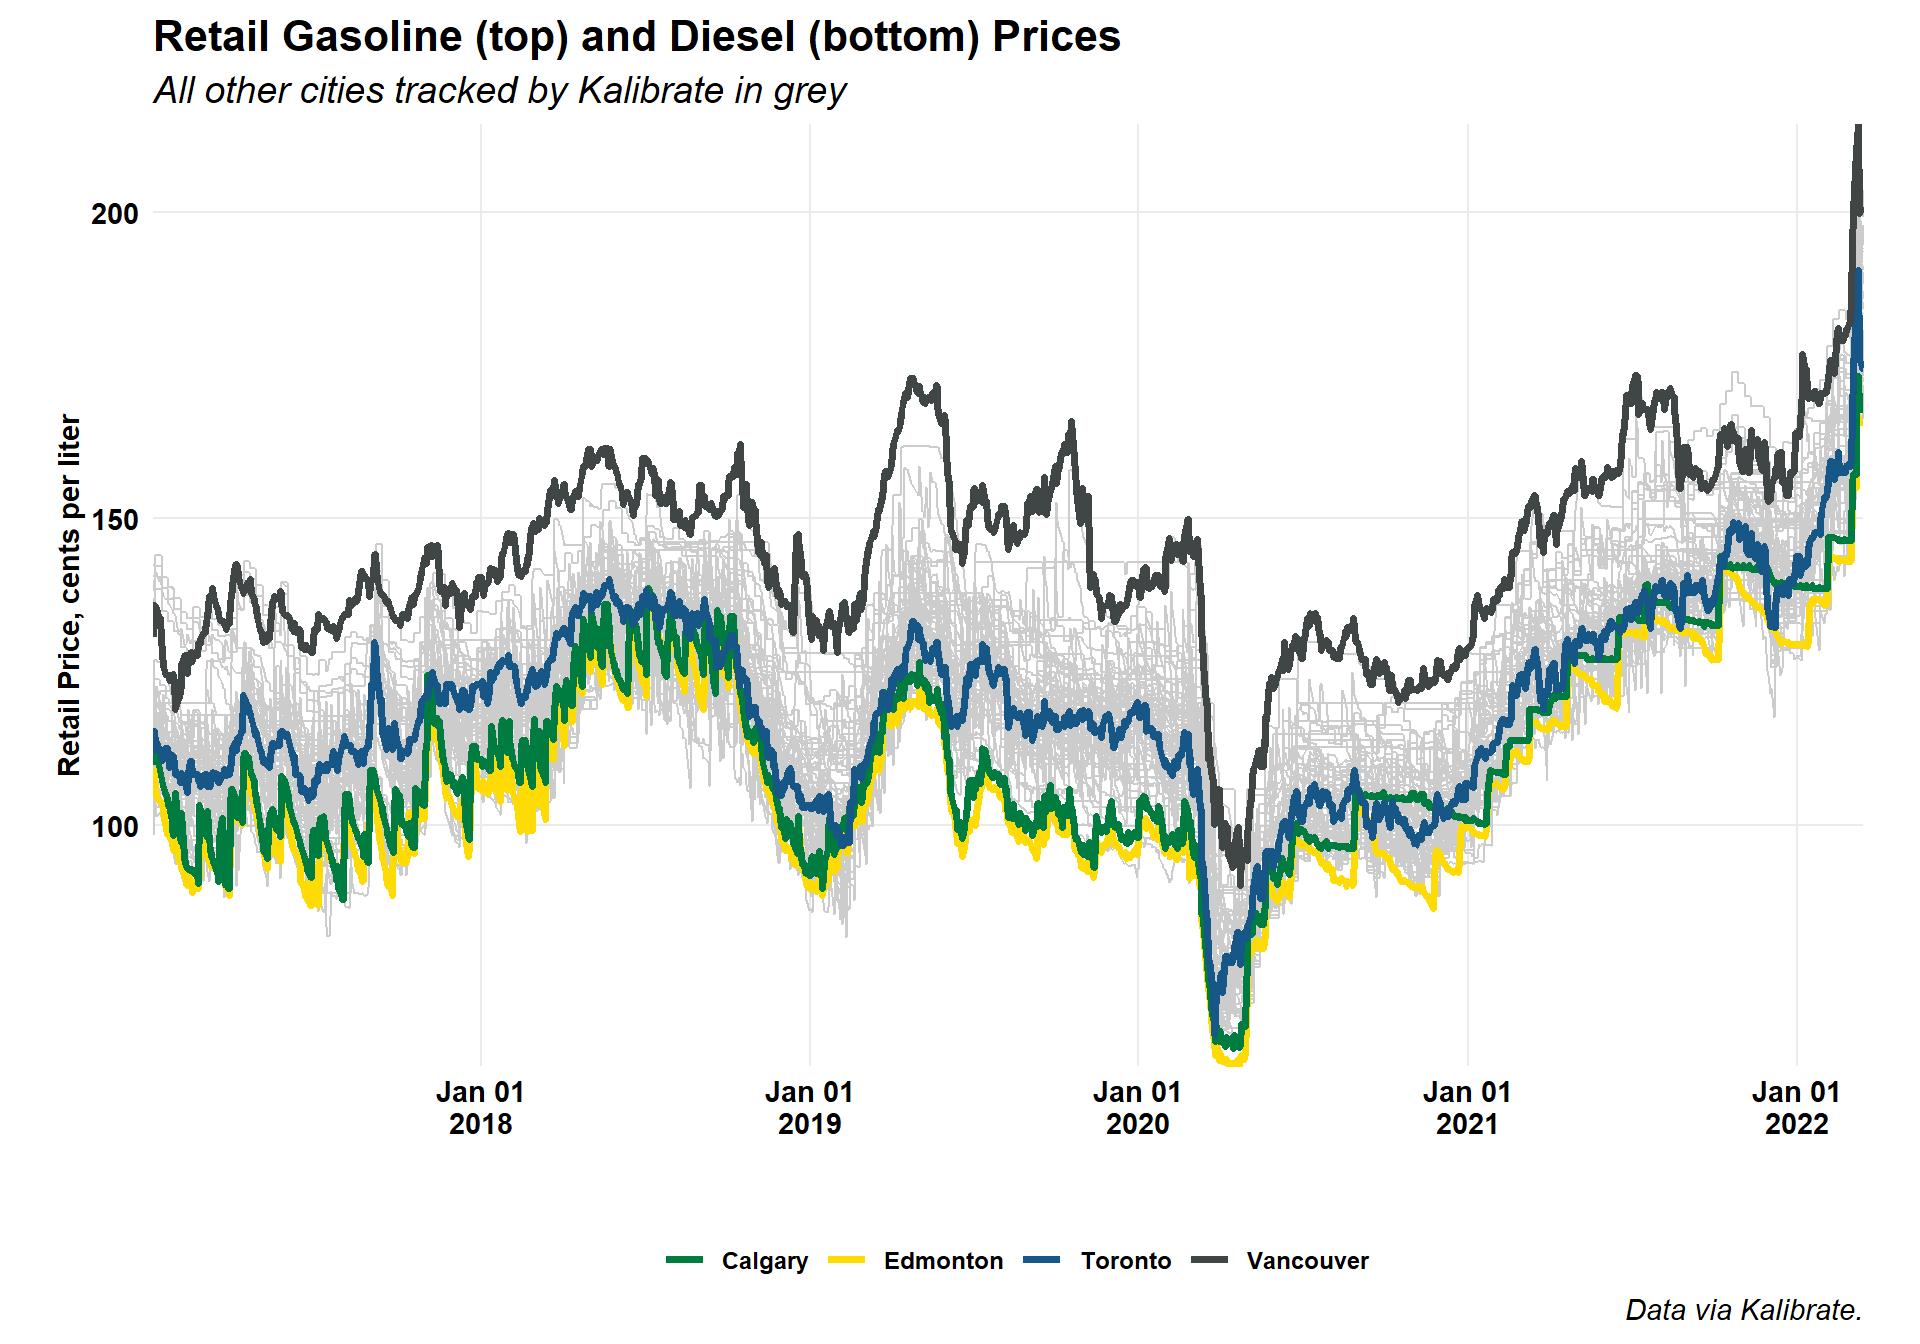 Retail Gasoline (top) and Diesel (bottom) Prices
All other cities tracked by Kalibrate in grey
Retail Price, cents per liter
200
150
100
Jan 01
2018
Jan 01
2019
Jan 01
2020
Jan 01
2021
Jan 01
2022
Calgary
Edmonton
Toronto
Vancouver
Data via Kalibrate.